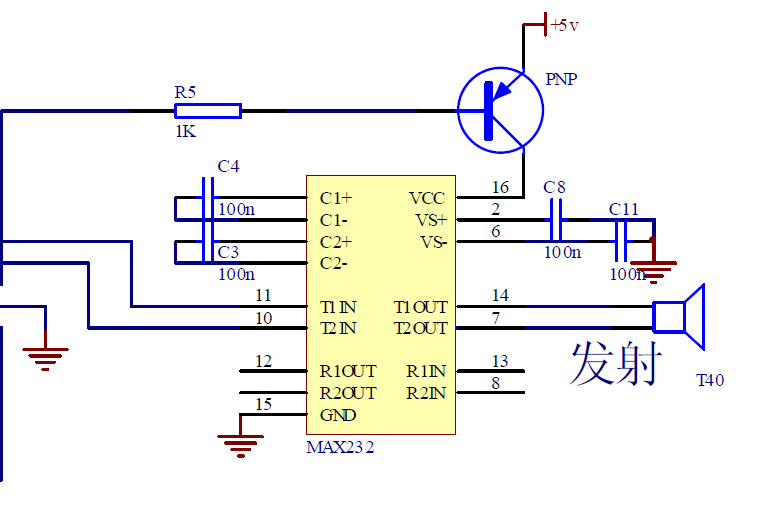 +5v
PNP
R5
1K
C4
100n
C3
100n
C1+
C1-
C2+
C2-
11
T1IN
10
T2IN
12
R1OUT
R2OUT
15
GND
VCC
16
VS+
2
VS-
6
C8
100n
C11
100n
T1OUT
14
T2OUT
7
R1IN
13
R2IN
8
发射
T40
MAX232